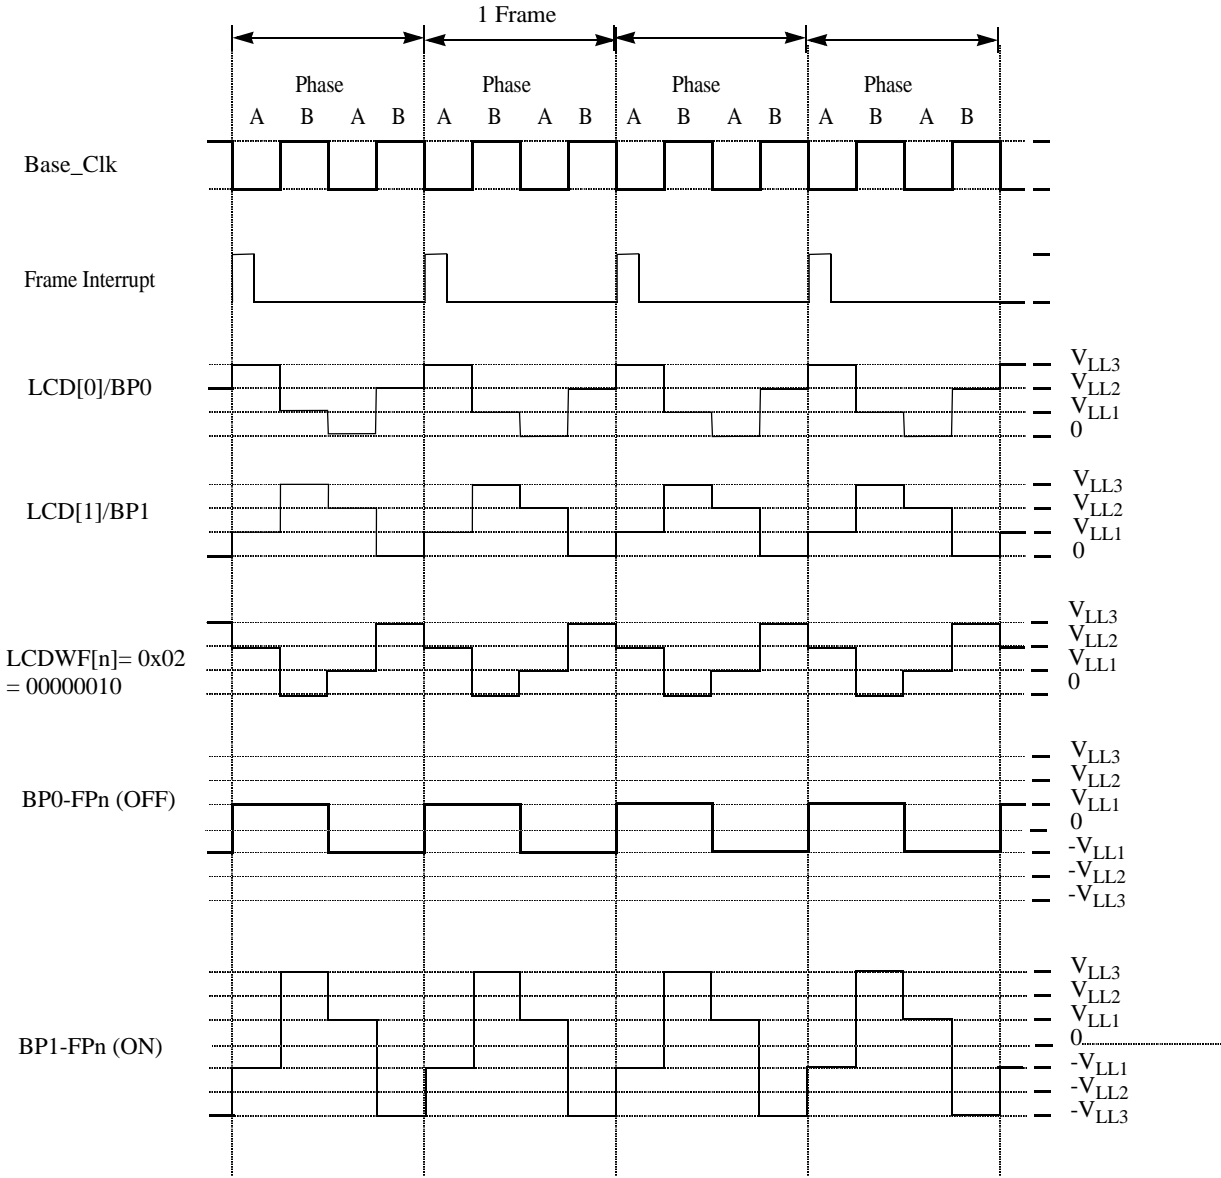 1 Frame
Phase Phase Phase Phase
A B A B A B A B A B A B A B A B
Base_Clk
Frame Interrupt
LCD[0]/BP0
VLL3
VLL2
VLL1
0
LCD[1]/BP1
VLL3
VLL2
VLL1
0
LCDWF[n]= 0x02
= 00000010
VLL3
VLL2
VLL1
0
BP0-FPn (OFF)
VLL3
VLL2
VLL1
0
-VLL1
-VLL2
-VLL3
BP1-FPn (ON)
VLL3
VLL2
VLL1
0
-VLL1
-VLL2
-VLL3